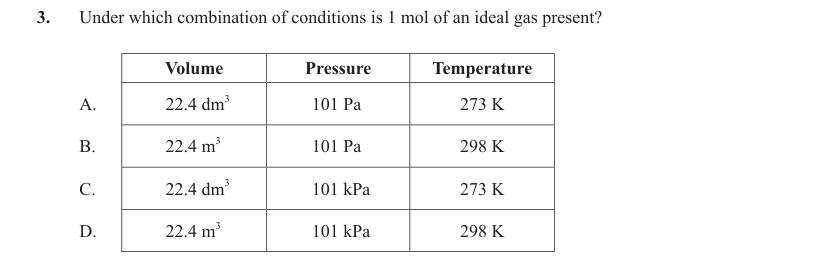 3. Under which combination of conditions is 1 mol of an ideal gas present?
Volume Pressure Temperature
A. 22.4 dm³ 101 Pa 273 K
B. 22.4 m³ 101 Pa 298 K
C. 22.4 dm³ 101 kPa 273 K
D. 22.4 m³ 101 kPa 298 K